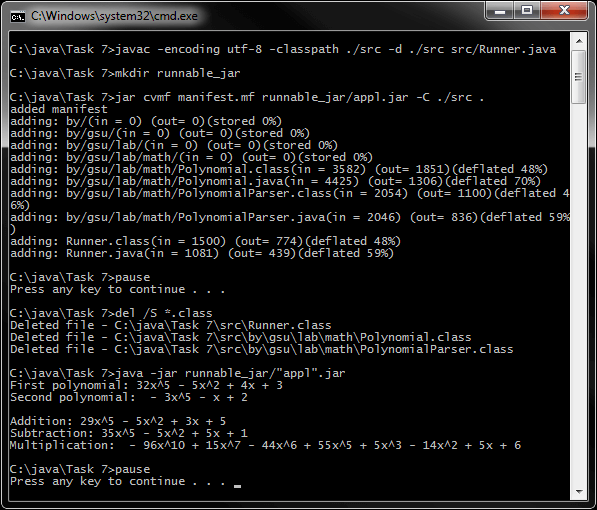 C:\Windows\system32\cmd.exe
C:\java\Task 7>javac -encoding utf-8 -classpath ./src -d ./src src/Runner.java
C:\java\Task 7>mkdir runnable_jar
C:\java\Task 7>jar cvmf manifest.mf runnable_jar/appl.jar -C ./src .
added manifest
adding: by/(in = 0) (out= 0)(stored 0%)
adding: by/gsu/(in = 0) (out= 0)(stored 0%)
adding: by/gsu/lab/(in = 0) (out= 0)(stored 0%)
adding: by/gsu/lab/math/(in = 0) (out= 0)(stored 0%)
adding: by/gsu/lab/math/Polynomial.class(in = 3582) (out= 1851)(deflated 48%)
adding: by/gsu/lab/math/Polynomial.java(in = 4425) (out= 1306)(deflated 70%)
adding: by/gsu/lab/math/PolynomialParser.class(in = 2054) (out= 1100)(deflated 4
6%)
adding: by/gsu/lab/math/PolynomialParser.java(in = 2046) (out= 836)(deflated 59%
)
adding: Runner.class(in = 1500) (out= 774)(deflated 48%)
adding: Runner.java(in = 1081) (out= 439)(deflated 59%)
C:\java\Task 7>pause
Press any key to continue . . .
C:\java\Task 7>del /S *.class
Deleted file - C:\java\Task 7\src\Runner.class
Deleted file - C:\java\Task 7\src\by\gsu\lab\math\Polynomial.class
Deleted file - C:\java\Task 7\src\by\gsu\lab\math\PolynomialParser.class
C:\java\Task 7>java -jar runnable_jar/"appl".jar
First polynomial: 32x^5 - 5x^2 + 4x + 3
Second polynomial:  - 3x^5 - x + 2
Addition: 29x^5 - 5x^2 + 3x + 5
Subtraction: 35x^5 - 5x^2 + 5x + 1
Multiplication:  - 96x^10 + 15x^7 - 44x^6 + 55x^5 + 5x^3 - 14x^2 + 5x + 6
C:\java\Task 7>pause
Press any key to continue . . . _